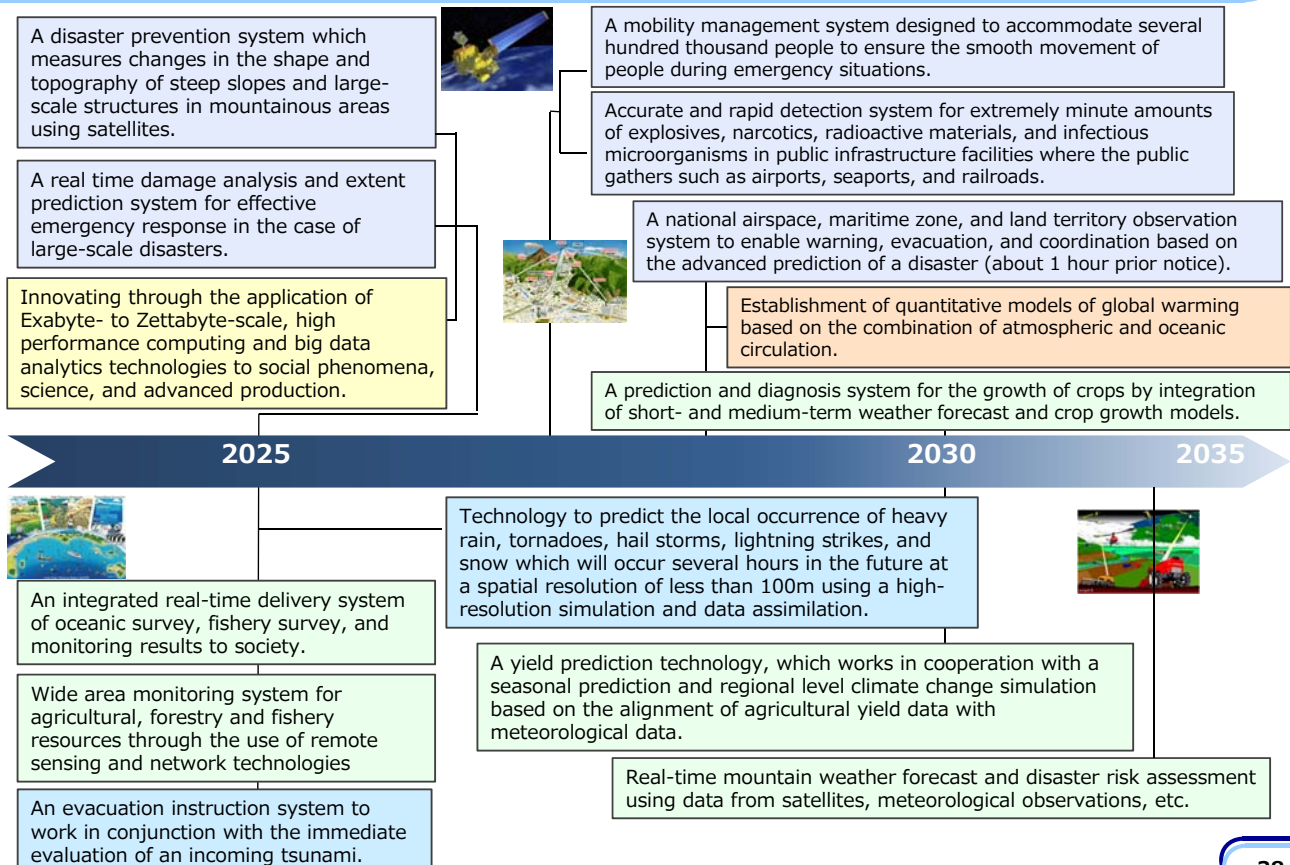 A disaster prevention system which
measures changes in the shape and
topography of steep slopes and large-
scale structures in mountainous areas
using satellites.
A real time damage analysis and extent
prediction system for effective
emergency response in the case of
large-scale disasters.
Innovating through the application of
Exabyte- to Zettabyte-scale, high
performance computing and big data
analytics technologies to social phenomena,
science, and advanced production.
A mobility management system designed to accommodate several
hundred thousand people to ensure the smooth movement of
people during emergency situations.
Accurate and rapid detection system for extremely minute amounts
of explosives, narcotics, radioactive materials, and infectious
microorganisms in public infrastructure facilities where the public
gathers such as airports, seaports, and railroads.
A national airspace, maritime zone, and land territory observation
system to enable warning, evacuation, and coordination based on
the advanced prediction of a disaster (about 1 hour prior notice).
Establishment of quantitative models of global warming
based on the combination of atmospheric and oceanic
circulation.
A prediction and diagnosis system for the growth of crops by integration
of short- and medium-term weather forecast and crop growth models.
2025
2030
2035
Technology to predict the local occurrence of heavy
rain, tornadoes, hail storms, lightning strikes, and
snow which will occur several hours in the future at
a spatial resolution of less than 100m using a high-
resolution simulation and data assimilation.
An integrated real-time delivery system
of oceanic survey, fishery survey, and
monitoring results to society.
Wide area monitoring system for
agricultural, forestry and fishery
resources through the use of remote
sensing and network technologies
An evacuation instruction system to
work in conjunction with the immediate
evaluation of an incoming tsunami.
A yield prediction technology, which works in cooperation with a
seasonal prediction and regional level climate change simulation
based on the alignment of agricultural yield data with
meteorological data.
Real-time mountain weather forecast and disaster risk assessment
using data from satellites, meteorological observations, etc.